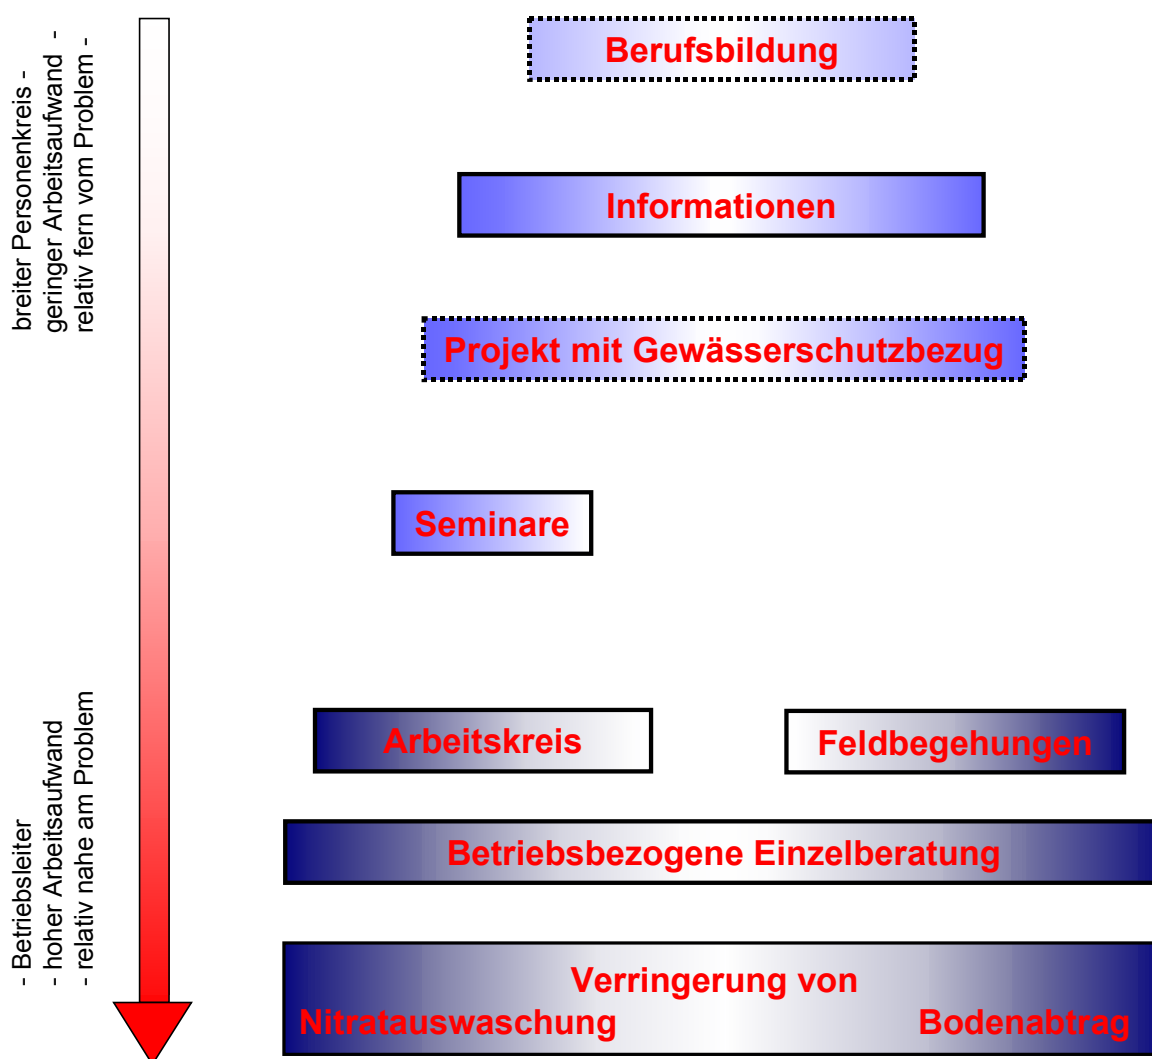 breiter Personenkreis -
geringer Arbeitsaufwand -
relativ fern vom Problem -
- Betriebsleiter
- hoher Arbeitsaufwand
- relativ nahe am Problem
Berufsbildung
Informationen
Projekt mit Gewässerschutzbezug
Seminare
Arbeitskreis
Feldbegehungen
Betriebsbezogene Einzelberatung
Verringerung von
Nitratauswaschung Bodenabtrag